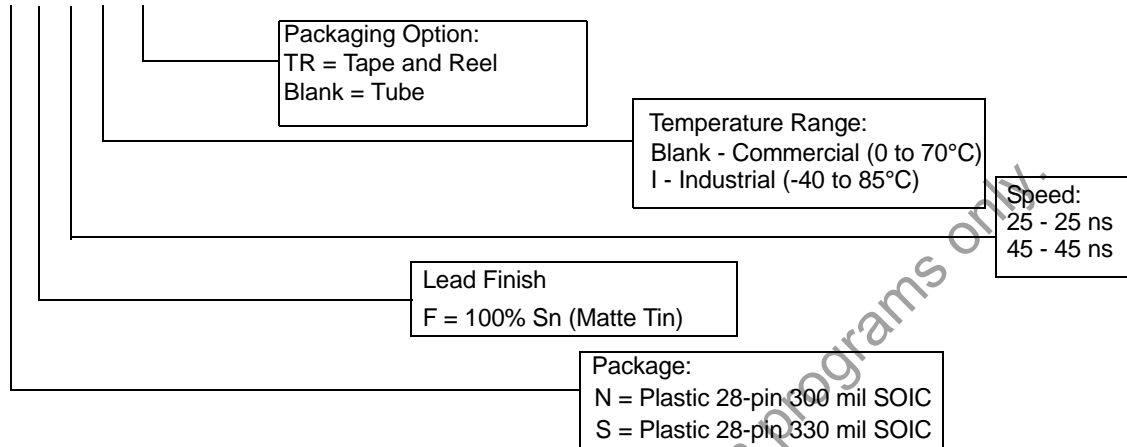 Packaging Option:
TR = Tape and Reel
Blank = Tube
Temperature Range:
Blank - Commercial (0 to 70°C)
I - Industrial (-40 to 85°C)
Speed:
25 - 25 ns
45 - 45 ns
Lead Finish
F = 100% Sn (Matte Tin)
Package:
N = Plastic 28-pin 300 mil SOIC
S = Plastic 28-pin 330 mil SOIC
programs only.